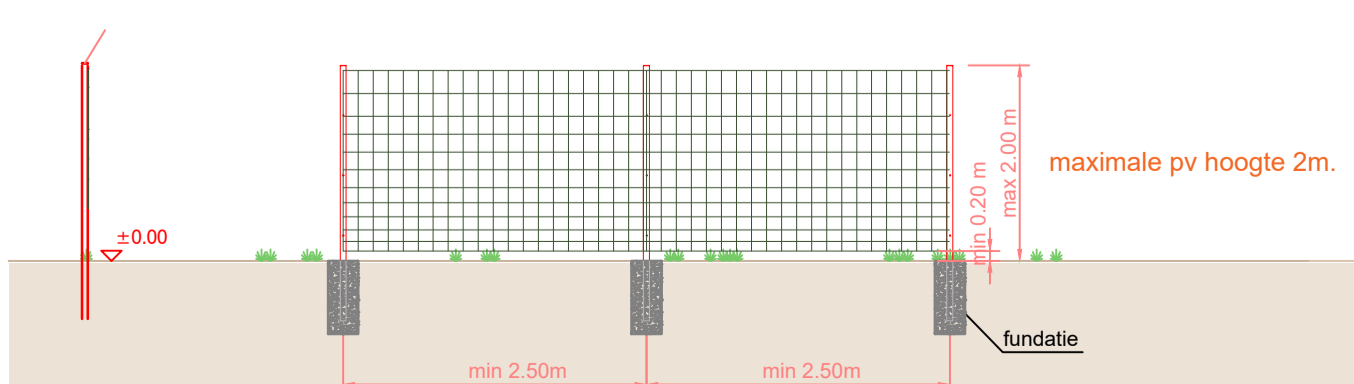 ±0.00
min 0.20 m
max 2.00 m
maximale pv hoogte 2m.
fundatie
min 2.50m
min 2.50m